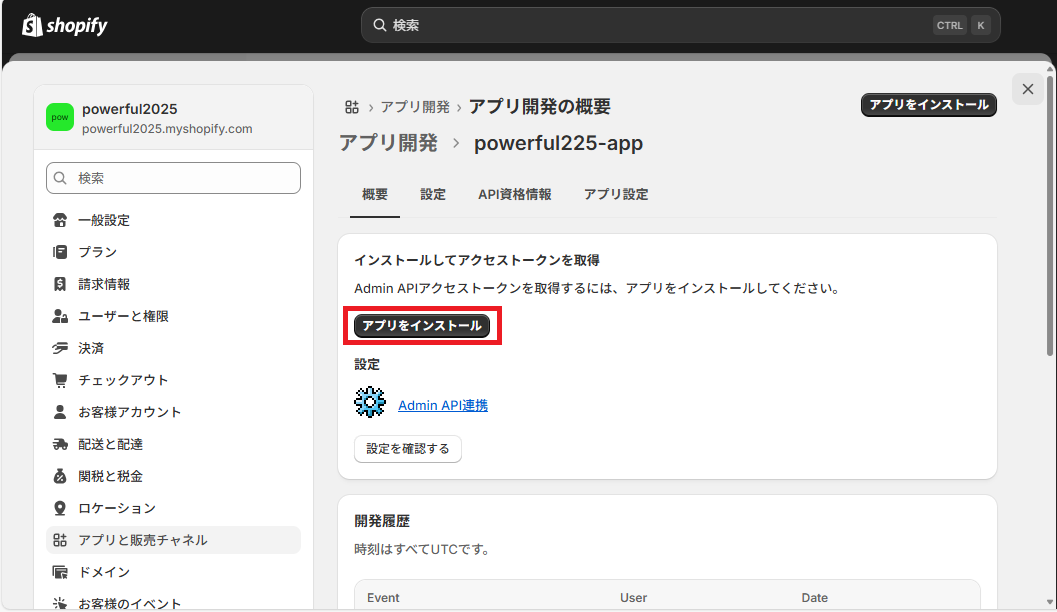 shopify
検索
CTRL K
pow
powerful2025
powerful2025.myshopify.com
検索
一般設定
プラン
請求情報
ユーザーと権限
決済
チェックアウト
お客様アカウント
配送と配達
関税と税金
ロケーション
アプリと販売チャネル
ドメイン
お客様のイベント
アプリ開発 › アプリ開発の概要
アプリをインストール
アプリ開発 › powerful225-app
概要 設定 API資格情報 アプリ設定
インストールしてアクセストークンを取得
Admin APIアクセストークンを取得するには、アプリをインストールしてください。
アプリをインストール
設定
Admin API連携
設定を確認する
開発履歴
時刻はすべてUTCです。
Event User Date